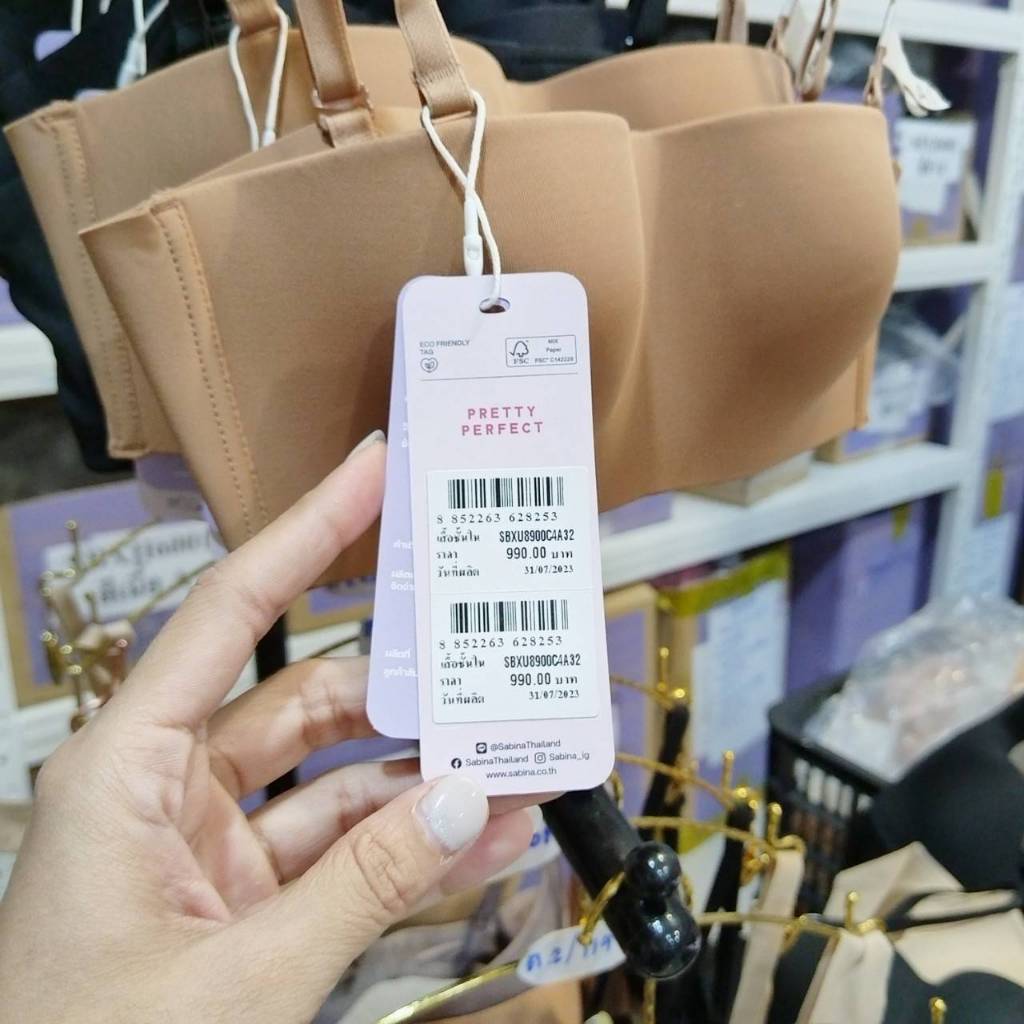 ECO FRIENDLY
TAG
FSC
MIX
Paper
FSC® C142229
PRETTY
PERFECT
8 852263 628253
เสื้อชั้นใน SBXU8900C4A32
ราคา 990.00 บาท
วันที่ผลิต 31/07/2023
8 852263 628253
เสื้อชั้นใน SBXU8900C4A32
ราคา 990.00 บาท
วันที่ผลิต 31/07/2023
@SabinaThailand
SabinaThailand Sabina_ig
www.sabina.co.th